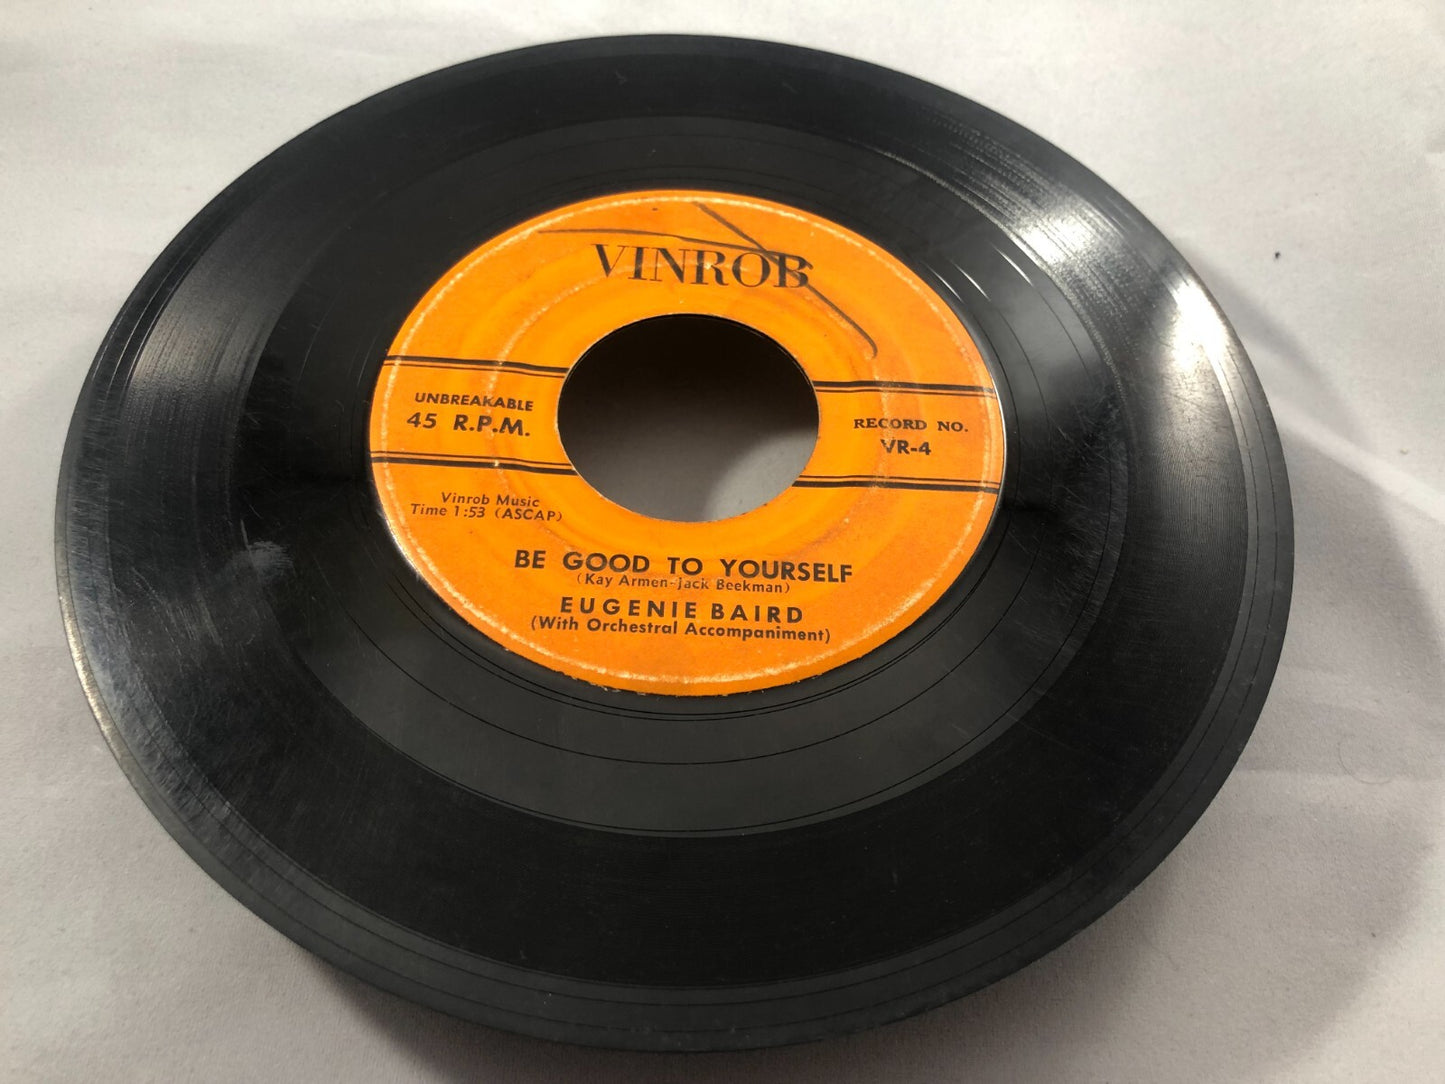 VINROB
UNBREAKABLE
45 R.P.M.
RECORD NO.
VR-4
Vinrob Music
Time 1:53 (ASCAP)
BE GOOD TO YOURSELF
(Kay Armen-Jack Beekman)
EUGENIE BAIRD
(With Orchestral Accompaniment)